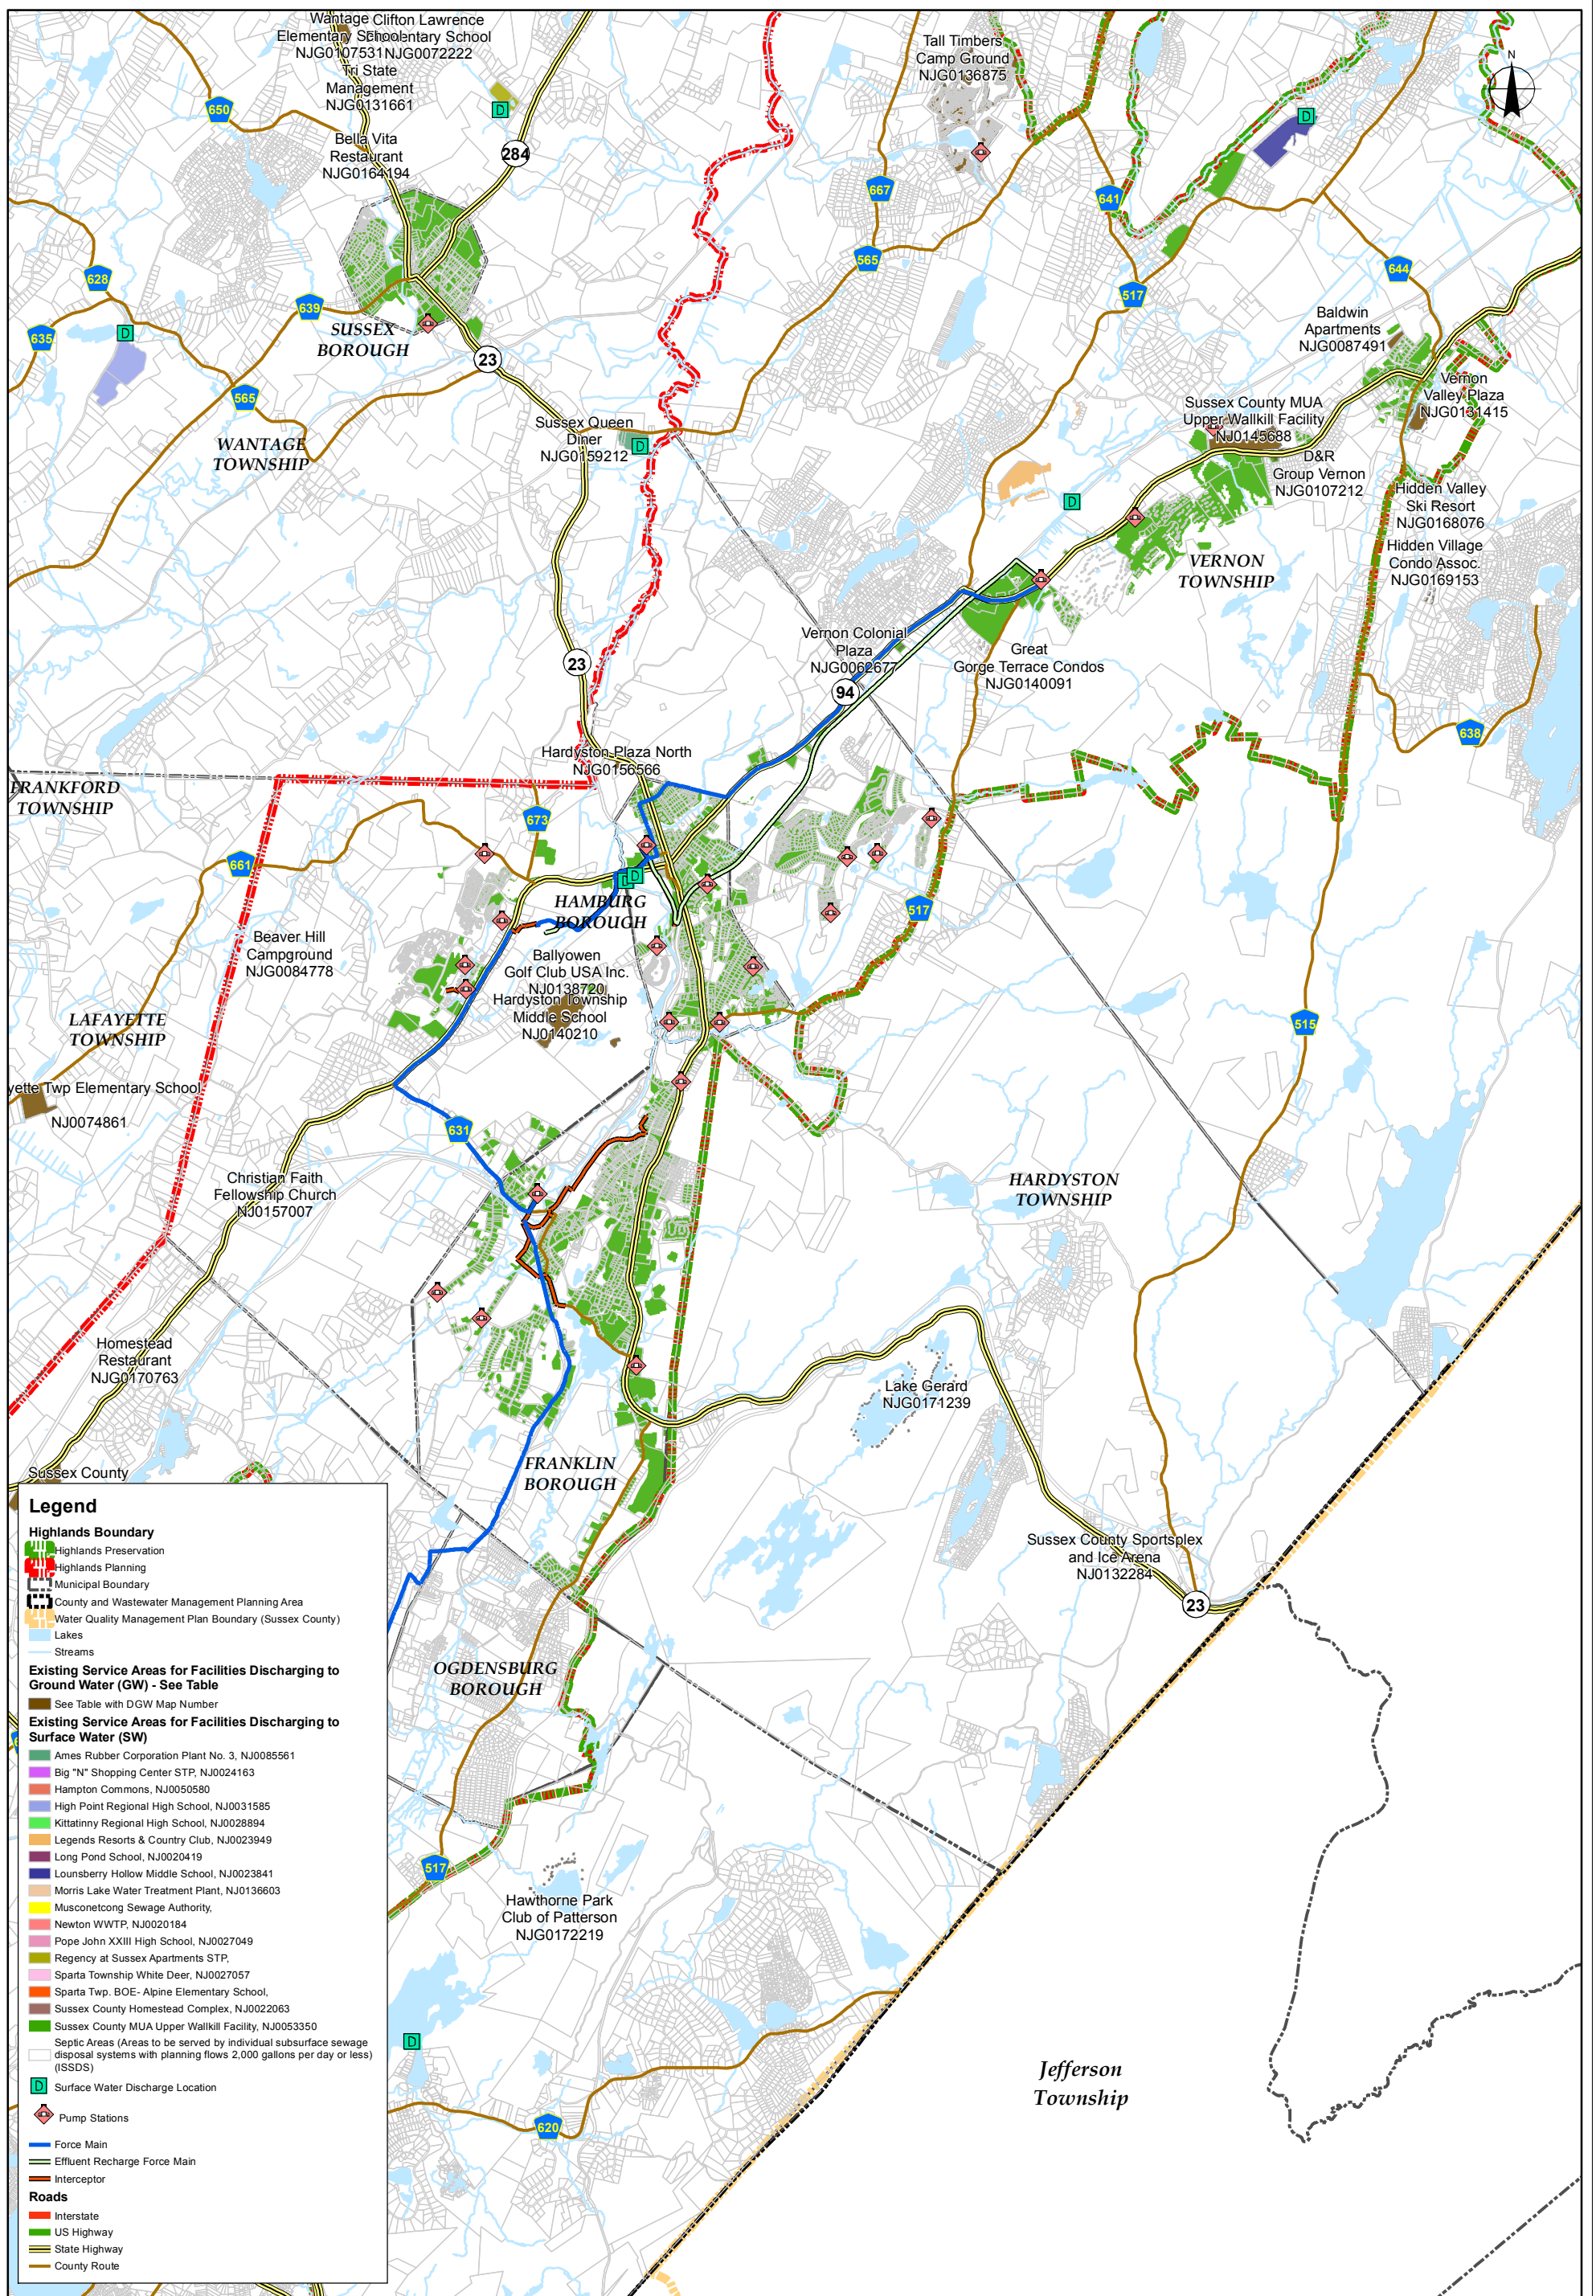 Wantage Clifton Lawrence
Elementary School Elementary School
NJG0107531 NJG0072222
Tri State
Management
NJG0131661
Bella Vita
Restaurant
NJG0164194
Tall Timbers
Camp Ground
NJG0136875
N
650
284
667
641
565
517
644
628
639
635
565
23
SUSSEX
BOROUGH
WANTAGE
TOWNSHIP
Sussex Queen
Diner
NJG0159212
Baldwin
Apartments
NJG0087491
Vernon
Valley Plaza
NJG0131415
Sussex County MUA
Upper Wallkill Facility
NJ0145688
D&R
Group Vernon
NJG0107212
Hidden Valley
Ski Resort
NJG0168076
Hidden Village
Condo Assoc.
NJG0169153
VERNON
TOWNSHIP
Vernon Colonial
Plaza
NJG0062677
Great
Gorge Terrace Condos
NJG0140091
23
94
638
Hardyston Plaza North
NJG0156566
FRANKFORD
TOWNSHIP
673
661
HAMBURG
BOROUGH
517
Beaver Hill
Campground
NJG0084778
Ballyowen
Golf Club USA Inc.
NJ0138720
Hardyston Township
Middle School
NJ0140210
LAFAYETTE
TOWNSHIP
515
yette Twp Elementary School
NJ0074861
631
Christian Faith
Fellowship Church
NJ0157007
HARDYSTON
TOWNSHIP
Homestead
Restaurant
NJG0170763
Lake Gerard
NJG0171239
FRANKLIN
BOROUGH
Sussex County
Sussex County Sportsplex
and Ice Arena
NJ0132284
23
OGDENSBURG
BOROUGH
517
Hawthorne Park
Club of Patterson
NJG0172219
620
Jefferson
Township
Legend
Highlands Boundary
Highlands Preservation
Highlands Planning
Municipal Boundary
County and Wastewater Management Planning Area
Water Quality Management Plan Boundary (Sussex County)
Lakes
Streams
Existing Service Areas for Facilities Discharging to
Ground Water (GW) - See Table
See Table with DGW Map Number
Existing Service Areas for Facilities Discharging to
Surface Water (SW)
Ames Rubber Corporation Plant No. 3, NJ0085561
Big "N" Shopping Center STP, NJ0024163
Hampton Commons, NJ0050580
High Point Regional High School, NJ0031585
Kittatinny Regional High School, NJ0028894
Legends Resorts & Country Club, NJ0023949
Long Pond School, NJ0020419
Lounsberry Hollow Middle School, NJ0023841
Morris Lake Water Treatment Plant, NJ0136603
Musconetcong Sewage Authority,
Newton WWTP, NJ0020184
Pope John XXIII High School, NJ0027049
Regency at Sussex Apartments STP,
Sparta Township White Deer, NJ0027057
Sparta Twp. BOE- Alpine Elementary School,
Sussex County Homestead Complex, NJ0022063
Sussex County MUA Upper Wallkill Facility, NJ0053350
Septic Areas (Areas to be served by individual subsurface sewage
disposal systems with planning flows 2,000 gallons per day or less)
(ISSDS)
D Surface Water Discharge Location
Pump Stations
Force Main
Effluent Recharge Force Main
Interceptor
Roads
Interstate
US Highway
State Highway
County Route